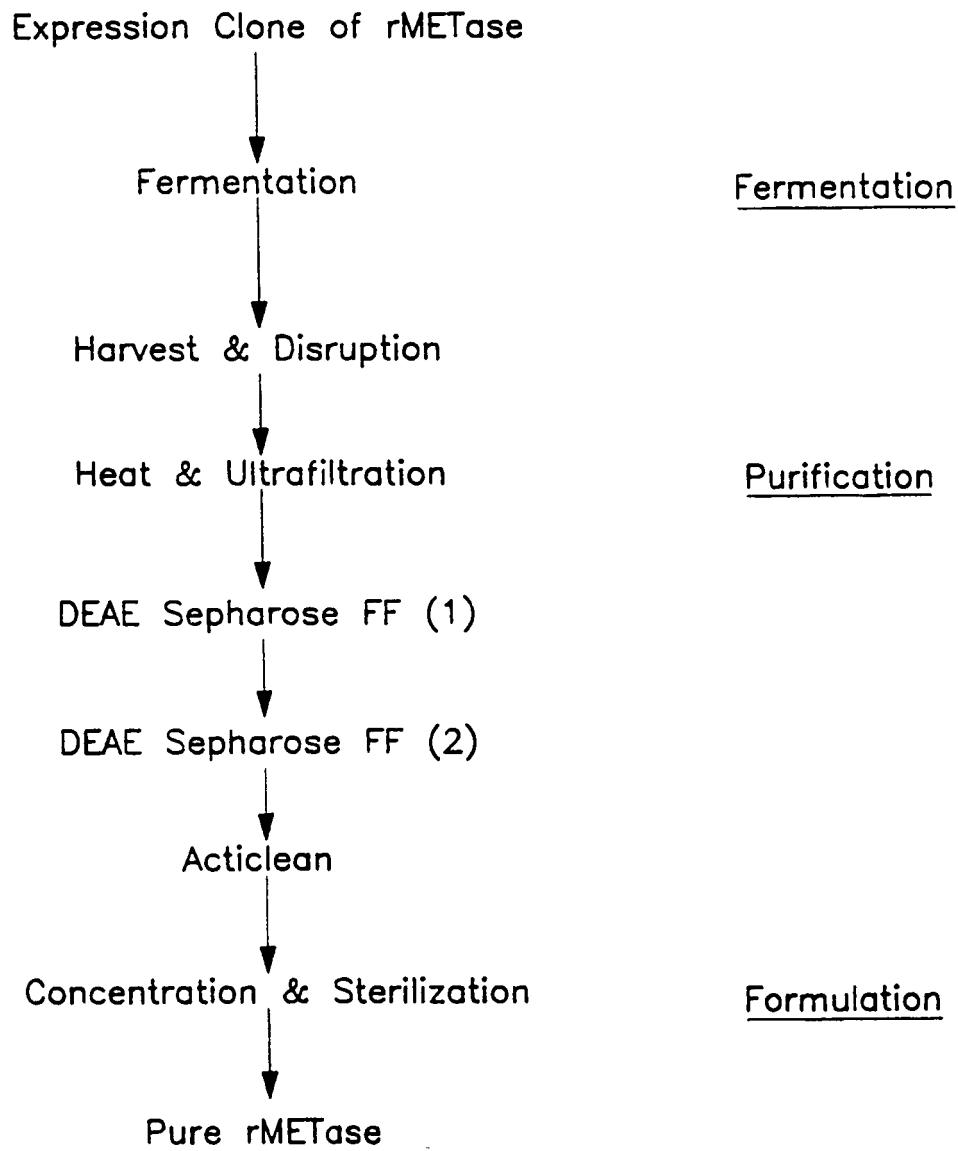 Expression Clone of rMETase
Fermentation
Fermentation
Harvest & Disruption
Heat & Ultrafiltration
Purification
DEAE Sepharose FF (1)
DEAE Sepharose FF (2)
Acticlean
Concentration & Sterilization
Formulation
Pure rMETase